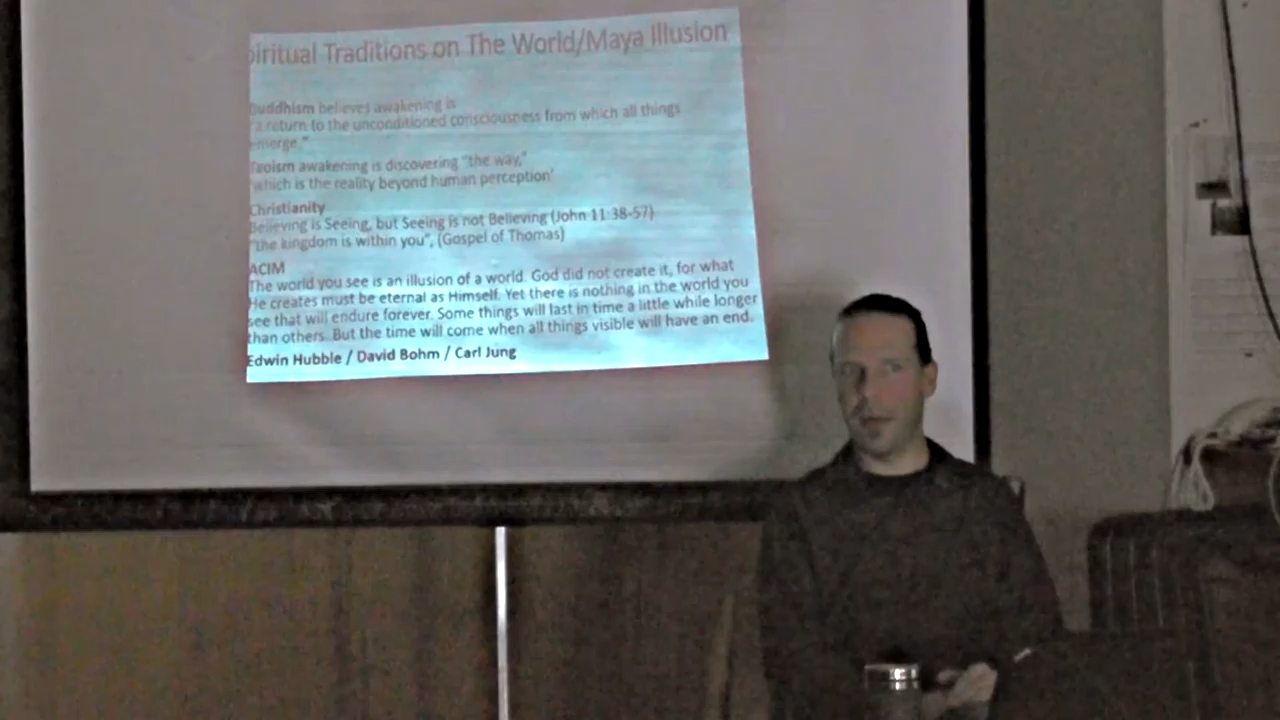 piritual Traditions on The World/Maya Illusion
Buddhism believes awakening is
"a return to the unconditioned consciousness from which all things
emerge."
Taoism awakening is discovering "the way,"
"which is the reality beyond human perception'
Christianity
Believing is Seeing, but Seeing is not Believing (John 11:38-57)
"the kingdom is within you", (Gospel of Thomas)
ACIM
The world you see is an illusion of a world. God did not create it, for what
He creates must be eternal as Himself. Yet there is nothing in the world you
see that will endure forever. Some things will last in time a little while longer
than others. But the time will come when all things visible will have an end.
Edwin Hubble / David Bohm / Carl Jung